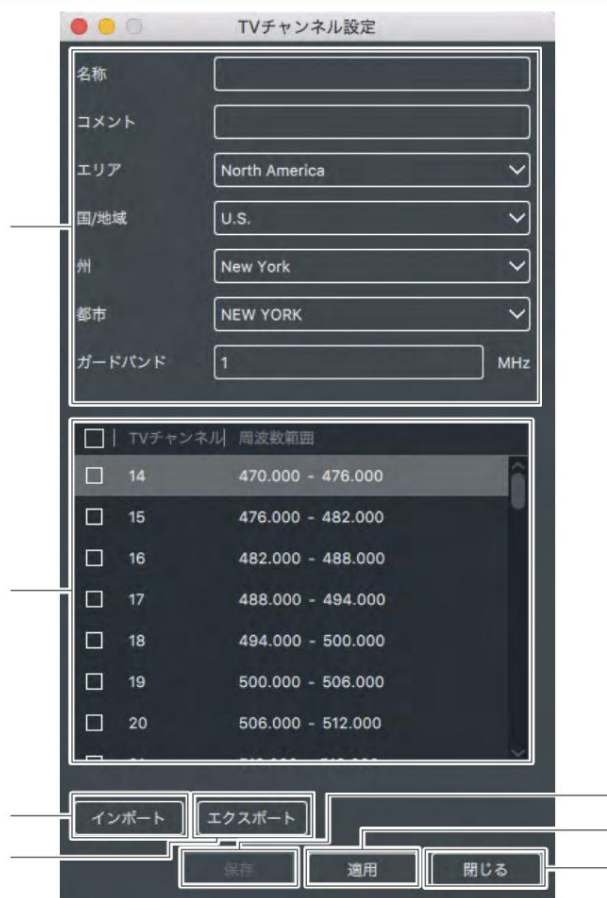 TVチャンネル設定
名称
コメント
エリア North America
国/地域 U.S.
州 New York
都市 NEW YORK
ガードバンド 1 MHz
TVチャンネル 周波数範囲
14 470.000 - 476.000
15 476.000 - 482.000
16 482.000 - 488.000
17 488.000 - 494.000
18 494.000 - 500.000
19 500.000 - 506.000
20 506.000 - 512.000
インポート エクスポート
保存 適用 閉じる